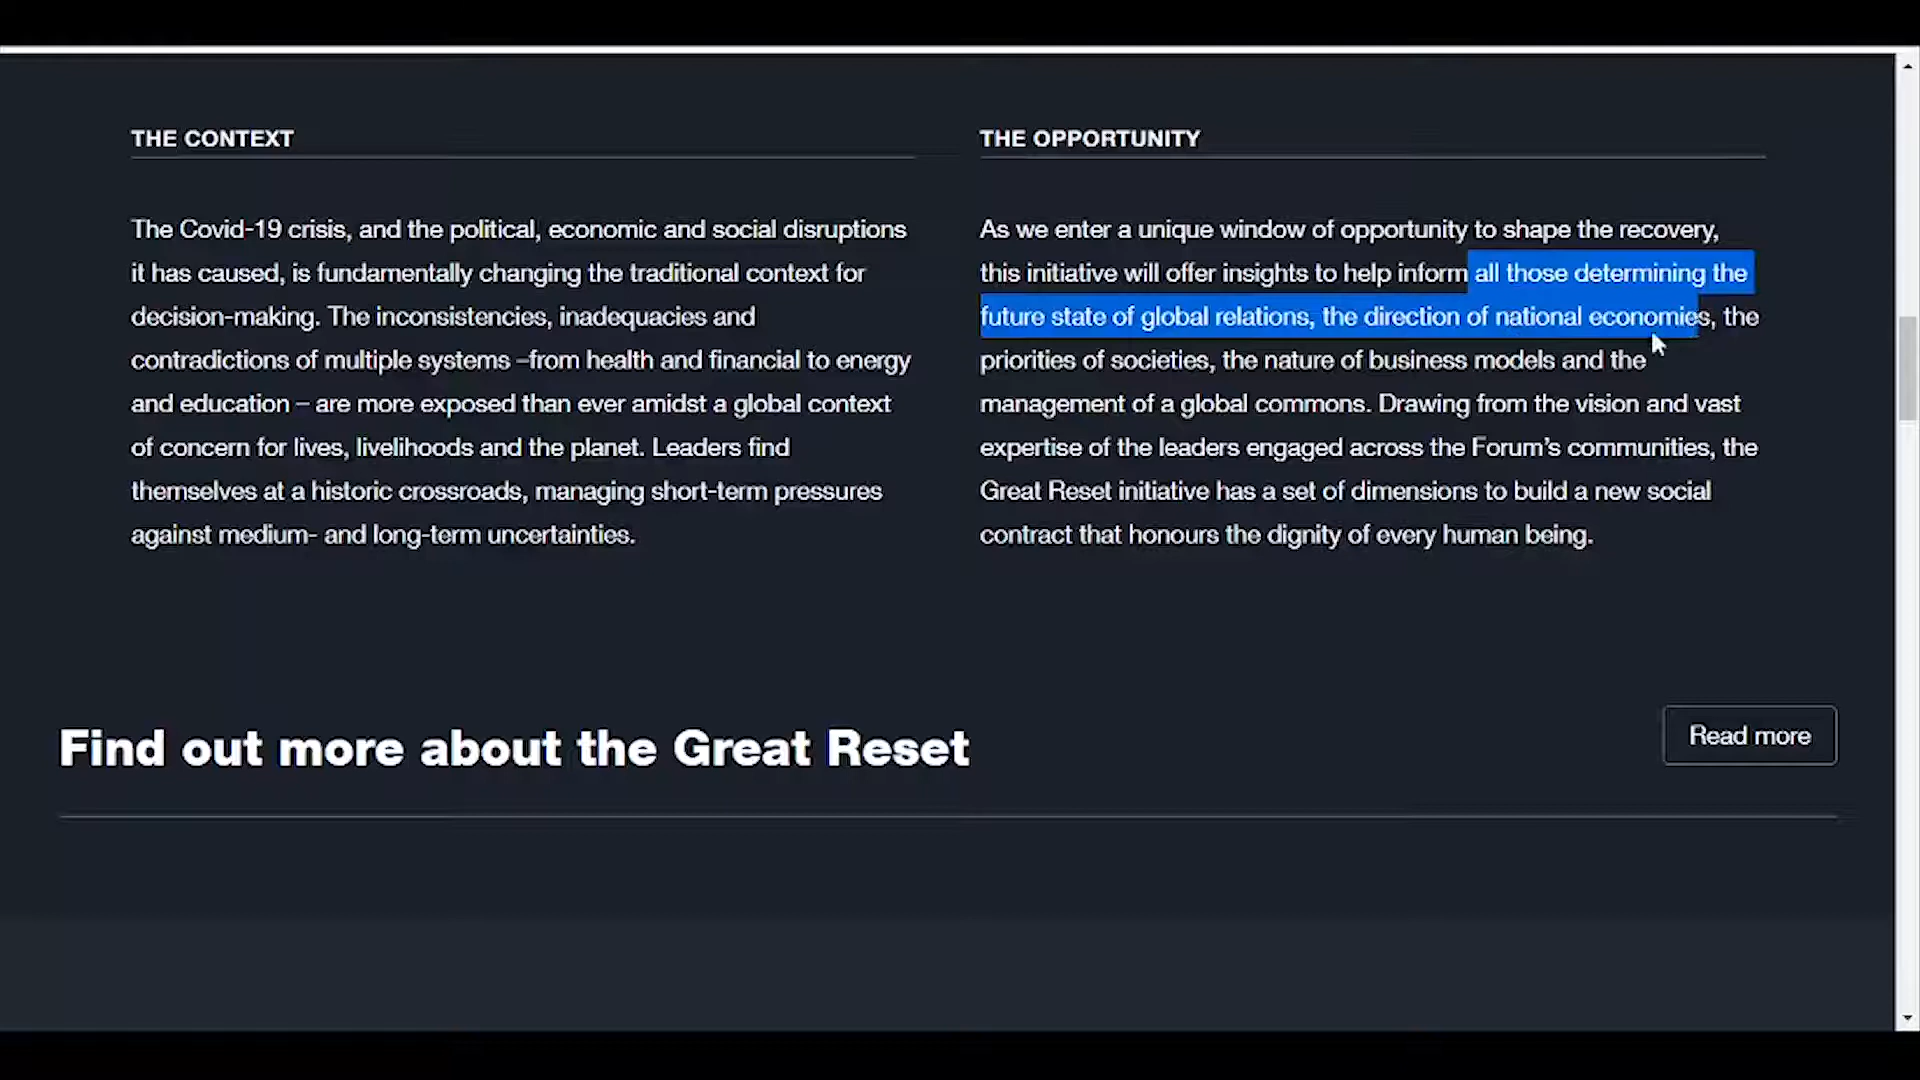 THE CONTEXT
The Covid-19 crisis, and the political, economic and social disruptions
it has caused, is fundamentally changing the traditional context for
decision-making. The inconsistencies, inadequacies and
contradictions of multiple systems –from health and financial to energy
and education – are more exposed than ever amidst a global context
of concern for lives, livelihoods and the planet. Leaders find
themselves at a historic crossroads, managing short-term pressures
against medium- and long-term uncertainties.
THE OPPORTUNITY
As we enter a unique window of opportunity to shape the recovery,
this initiative will offer insights to help inform all those determining the
future state of global relations, the direction of national economies, the
priorities of societies, the nature of business models and the
management of a global commons. Drawing from the vision and vast
expertise of the leaders engaged across the Forum’s communities, the
Great Reset initiative has a set of dimensions to build a new social
contract that honours the dignity of every human being.
Find out more about the Great Reset
Read more